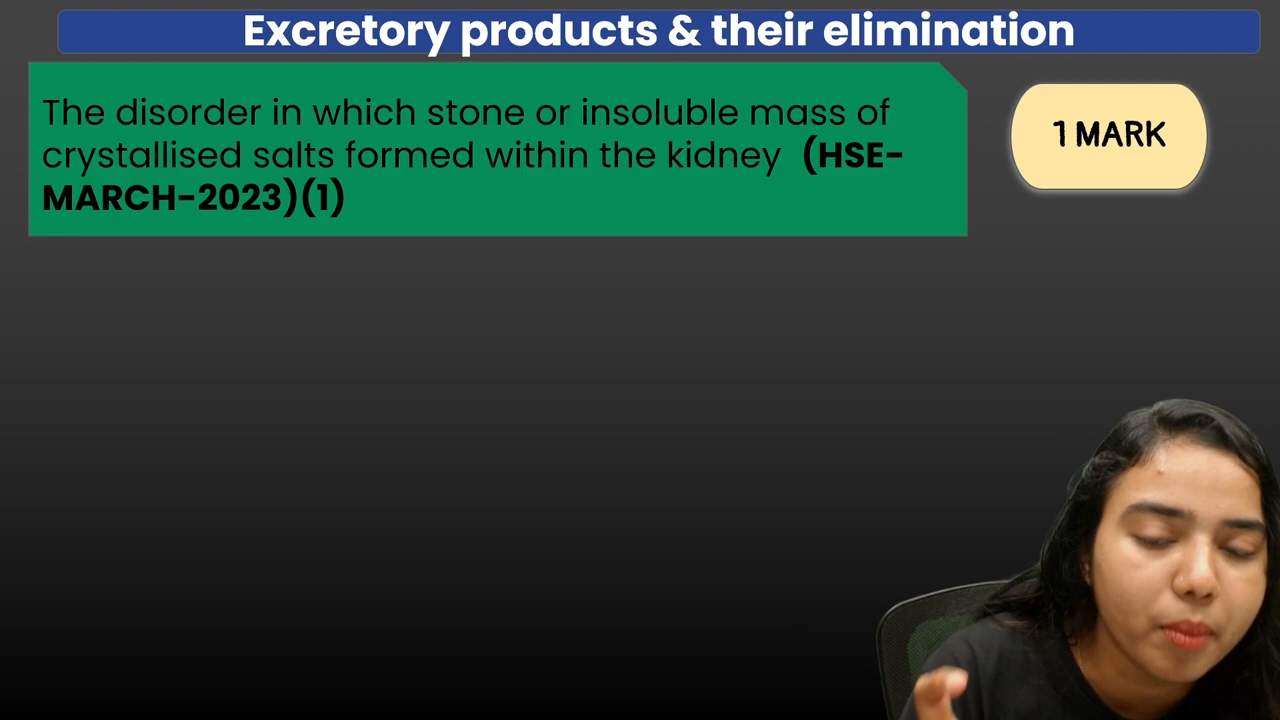 Excretory products & their elimination
The disorder in which stone or insoluble mass of
crystallised salts formed within the kidney (HSE-
MARCH-2023)(1)
1 MARK